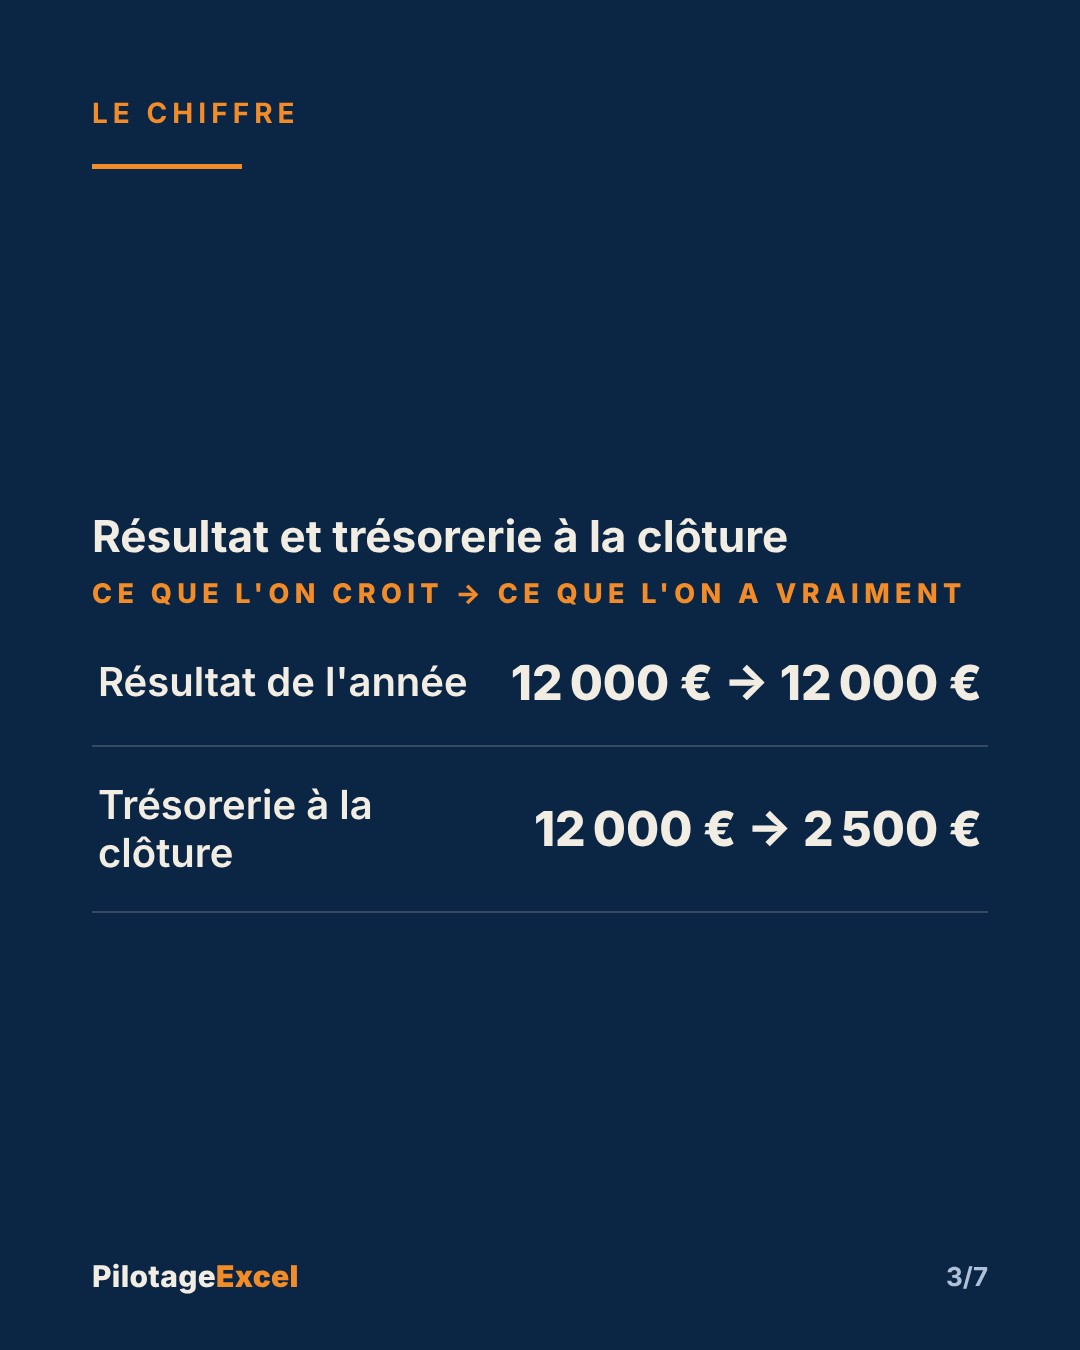 LE CHIFFRE
Résultat et trésorerie à la clôture
CE QUE L'ON CROIT → CE QUE L'ON A VRAIMENT
Résultat de l'année 12 000 € → 12 000 €
Trésorerie à la
clôture 12 000 € → 2 500 €
PilotageExcel 3/7